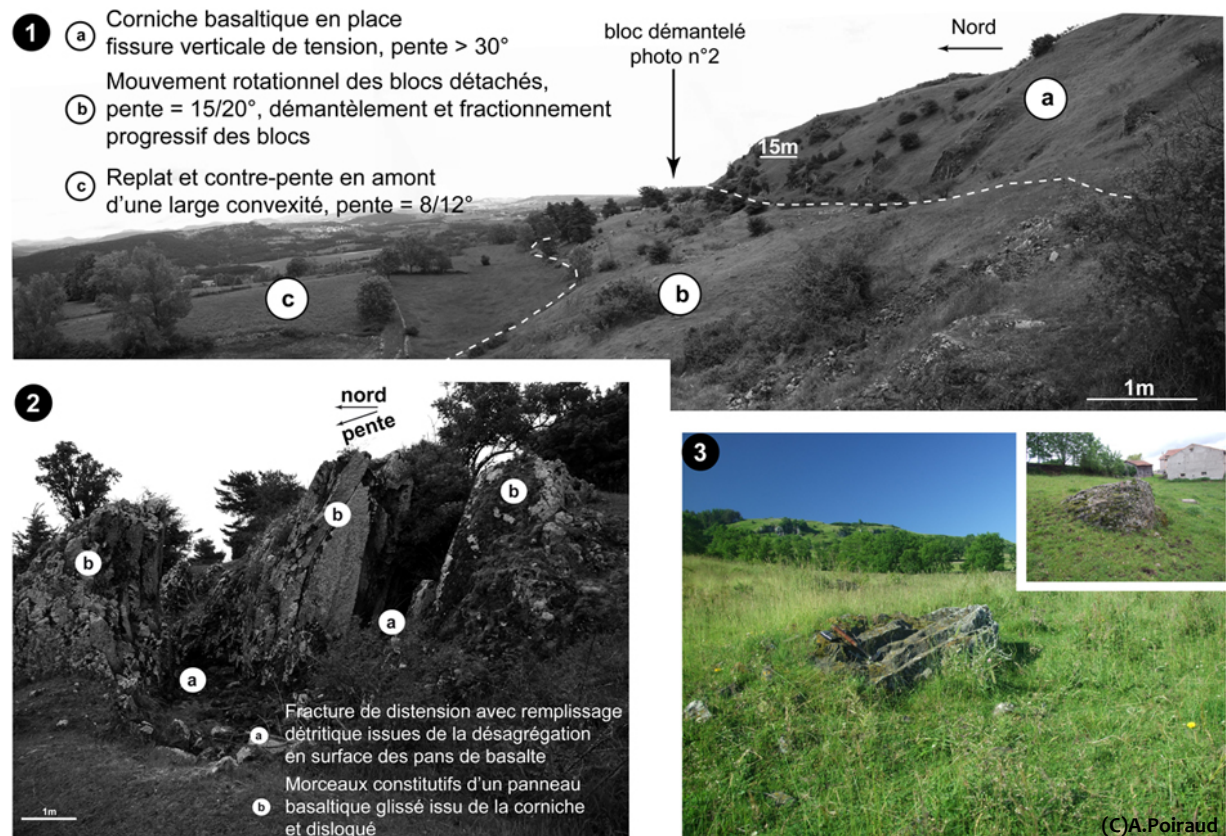 1
a Corniche basaltique en place
fissure verticale de tension, pente > 30°
b Mouvement rotationnel des blocs détachés,
pente = 15/20°, démantèlement et fractionnement
progressif des blocs
c Replat et contre-pente en amont
d'une large convexité, pente = 8/12°
bloc démantelé
photo n°2
Nord
a
15m
b
c
1m
2
nord
pente
b
b
b
a
a
a Fracture de distension avec remplissage
détritique issues de la désagrégation
en surface des pans de basalte
b Morceaux constitutifs d'un panneau
basaltique glissé issu de la corniche
et disloqué
1m
3
(C)A.Poiraud